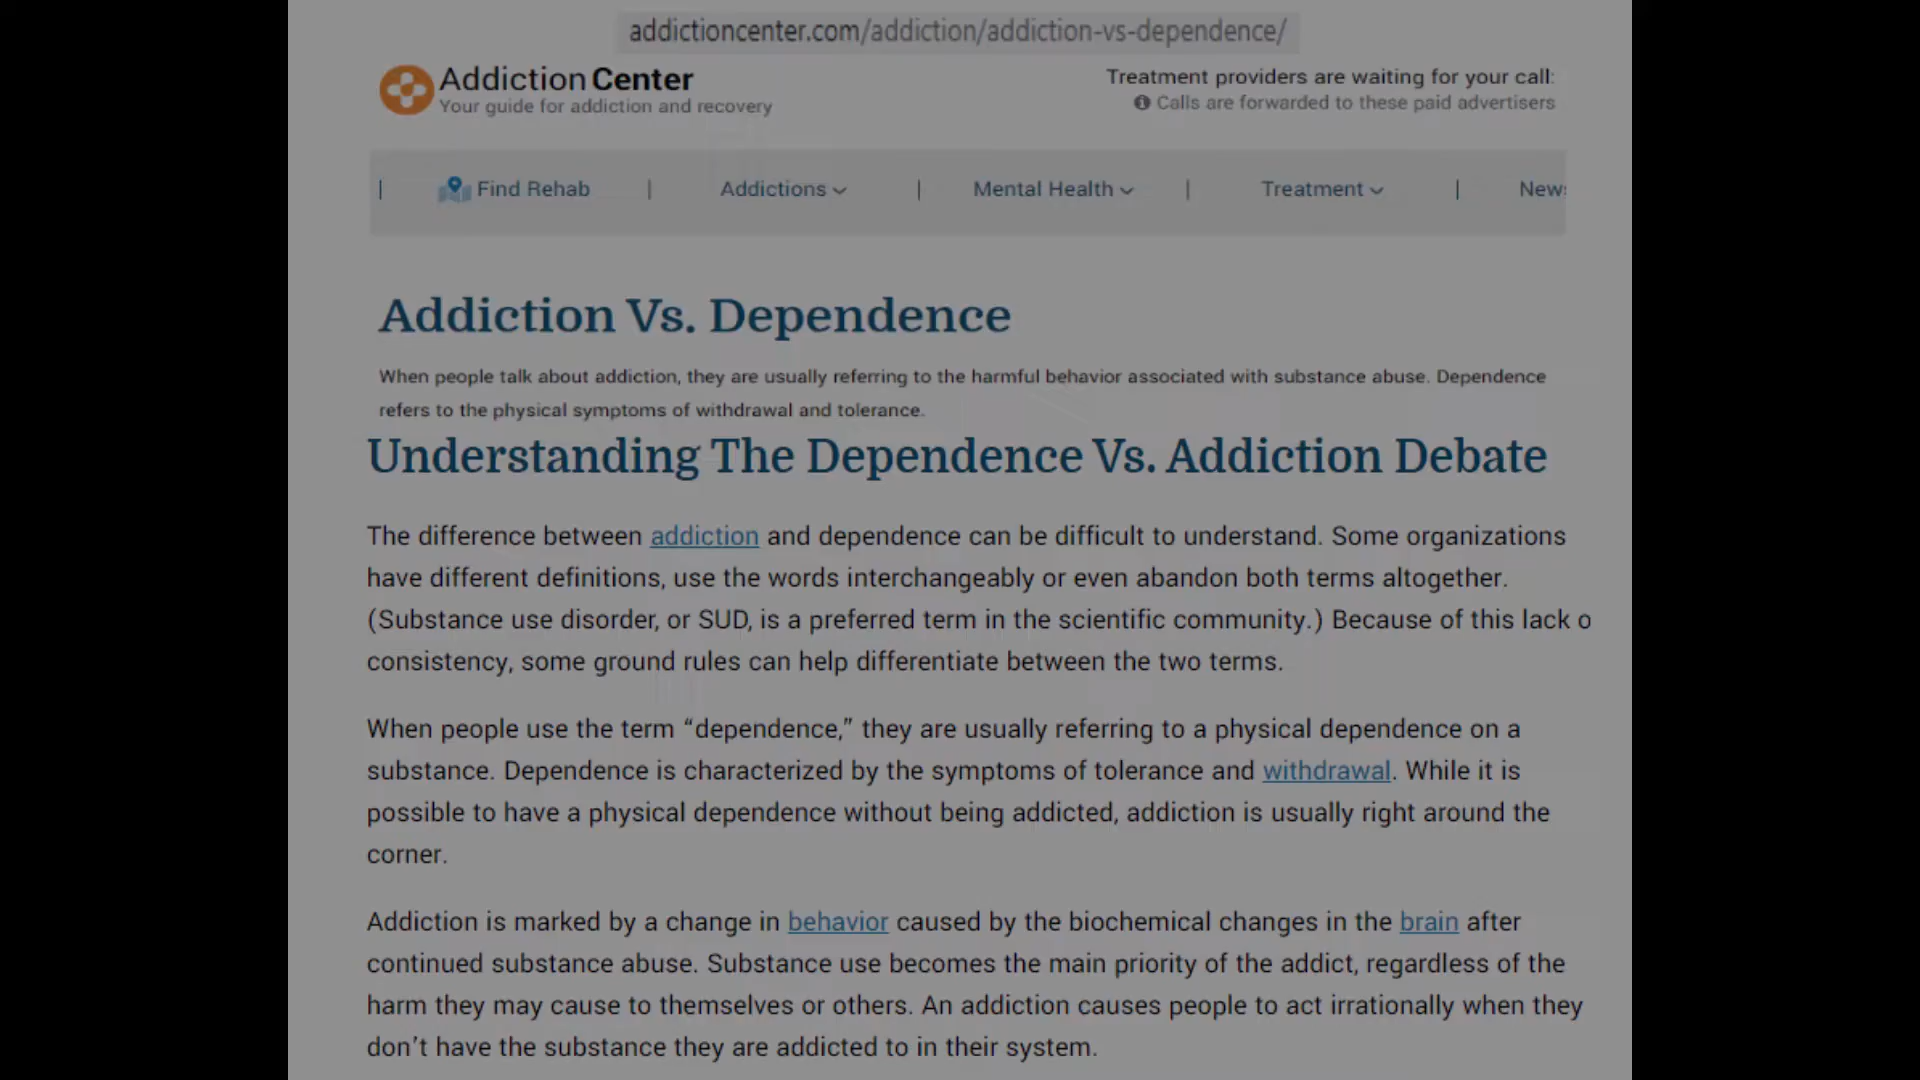 addictioncenter.com/addiction/addiction-vs-dependence/
Addiction Center
Your guide for addiction and recovery
Treatment providers are waiting for your call:
Calls are forwarded to these paid advertisers
| Find Rehab | Addictions | Mental Health | Treatment | News
Addiction Vs. Dependence
When people talk about addiction, they are usually referring to the harmful behavior associated with substance abuse. Dependence
refers to the physical symptoms of withdrawal and tolerance.
Understanding The Dependence Vs. Addiction Debate
The difference between addiction and dependence can be difficult to understand. Some organizations
have different definitions, use the words interchangeably or even abandon both terms altogether.
(Substance use disorder, or SUD, is a preferred term in the scientific community.) Because of this lack o
consistency, some ground rules can help differentiate between the two terms.
When people use the term “dependence,” they are usually referring to a physical dependence on a
substance. Dependence is characterized by the symptoms of tolerance and withdrawal. While it is
possible to have a physical dependence without being addicted, addiction is usually right around the
corner.
Addiction is marked by a change in behavior caused by the biochemical changes in the brain after
continued substance abuse. Substance use becomes the main priority of the addict, regardless of the
harm they may cause to themselves or others. An addiction causes people to act irrationally when they
don’t have the substance they are addicted to in their system.